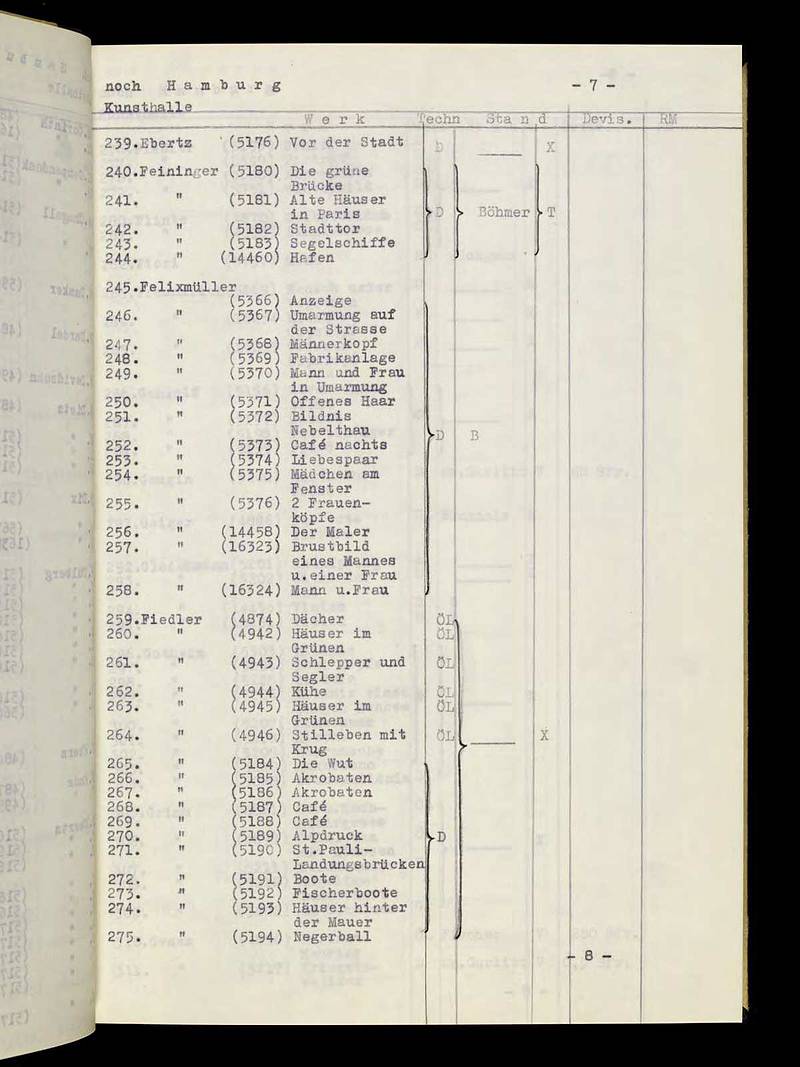 noch H a m b u r g - 7 -
Kunsthalle
W e r k Techn Sta n d Devis. RM
239.Ebertz (5176) Vor der Stadt b X
240.Feininger (5180) Die grüne
Brücke
241. " (5181) Alte Häuser
in Paris D Böhmer T
242. " (5182) Stadttor
243. " (5183) Segelschiffe
244. " (14460) Hafen
245.Felixmüller
(5366) Anzeige
246. " (5367) Umarmung auf
der Strasse
247. " (5368) Männerkopf
248. " (5369) Fabrikanlage
249. " (5370) Mann und Frau
in Umarmung
250. " (5371) Offenes Haar
251. " (5372) Bildnis
Nebelthau D B
252. " (5373) Café nachts
253. " (5374) Liebespaar
254. " (5375) Mädchen am
Fenster
255. " (5376) 2 Frauen-
köpfe
256. " (14458) Der Maler
257. " (16323) Brustbild
eines Mannes
u.einer Frau
258. " (16324) Mann u.Frau
259.Fiedler (4874) Dächer ÖL
260. " (4942) Häuser im ÖL
Grünen
261. " (4943) Schlepper und ÖL
Segler
262. " (4944) Kühe ÖL
263. " (4945) Häuser im ÖL
Grünen
264. " (4946) Stilleben mit ÖL X
Krug
265. " (5184) Die Wut
266. " (5185) Akrobaten
267. " (5186) Akrobaten
268. " (5187) Café
269. " (5188) Café
270. " (5189) Alpdruck D
271. " (5190) St.Pauli-
Landungsbrücken
272. " (5191) Boote
273. " (5192) Fischerboote
274. " (5193) Häuser hinter
der Mauer
275. " (5194) Negerball
- 8 -